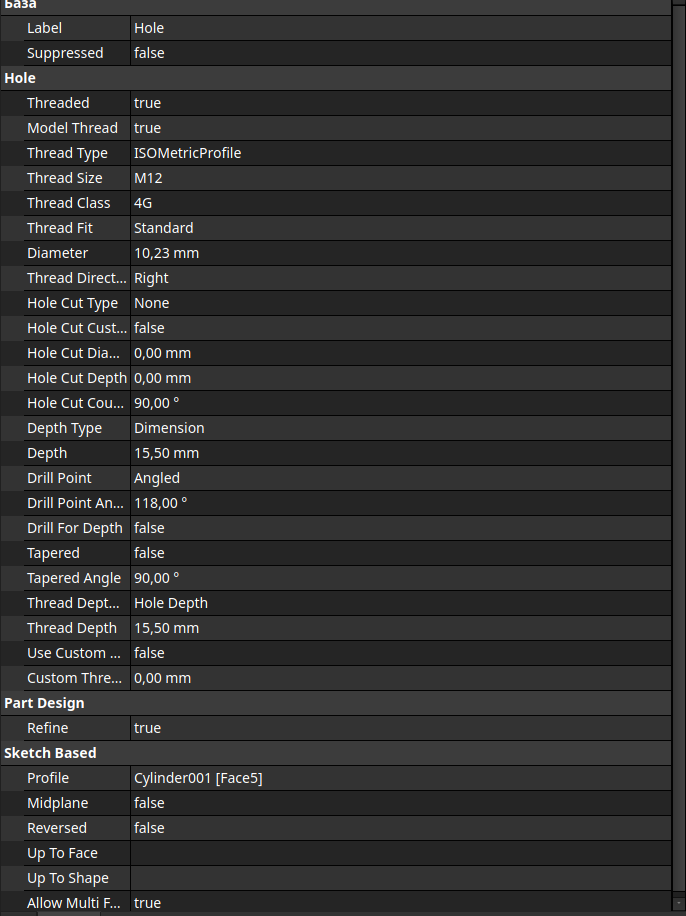 База
Label Hole
Suppressed false
Hole
Threaded true
Model Thread true
Thread Type ISOMetricProfile
Thread Size M12
Thread Class 4G
Thread Fit Standard
Diameter 10,23 mm
Thread Direct... Right
Hole Cut Type None
Hole Cut Cust... false
Hole Cut Dia... 0,00 mm
Hole Cut Depth 0,00 mm
Hole Cut Cou... 90,00 °
Depth Type Dimension
Depth 15,50 mm
Drill Point Angled
Drill Point An... 118,00 °
Drill For Depth false
Tapered false
Tapered Angle 90,00 °
Thread Dept... Hole Depth
Thread Depth 15,50 mm
Use Custom ... false
Custom Thre... 0,00 mm
Part Design
Refine true
Sketch Based
Profile Cylinder001 [Face5]
Midplane false
Reversed false
Up To Face
Up To Shape
Allow Multi F... true